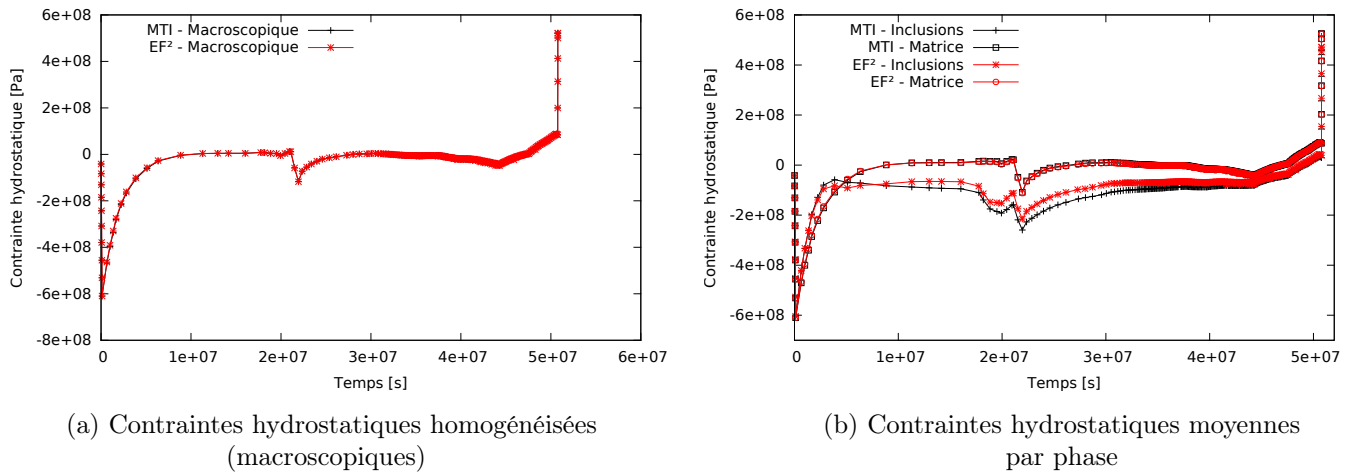 6e+08
4e+08
2e+08
0
-2e+08
-4e+08
-6e+08
-8e+08
0
1e+07
2e+07
3e+07
4e+07
5e+07
6e+07
Contrainte hydrostatique [Pa]
Temps [s]
MTI - Macroscopique
EF² - Macroscopique
(a) Contraintes hydrostatiques homogénéisées
(macroscopiques)
6e+08
4e+08
2e+08
0
-2e+08
-4e+08
-6e+08
0
1e+07
2e+07
3e+07
4e+07
5e+07
Contrainte hydrostatique [Pa]
Temps [s]
MTI - Inclusions
MTI - Matrice
EF² - Inclusions
EF² - Matrice
(b) Contraintes hydrostatiques moyennes
par phase